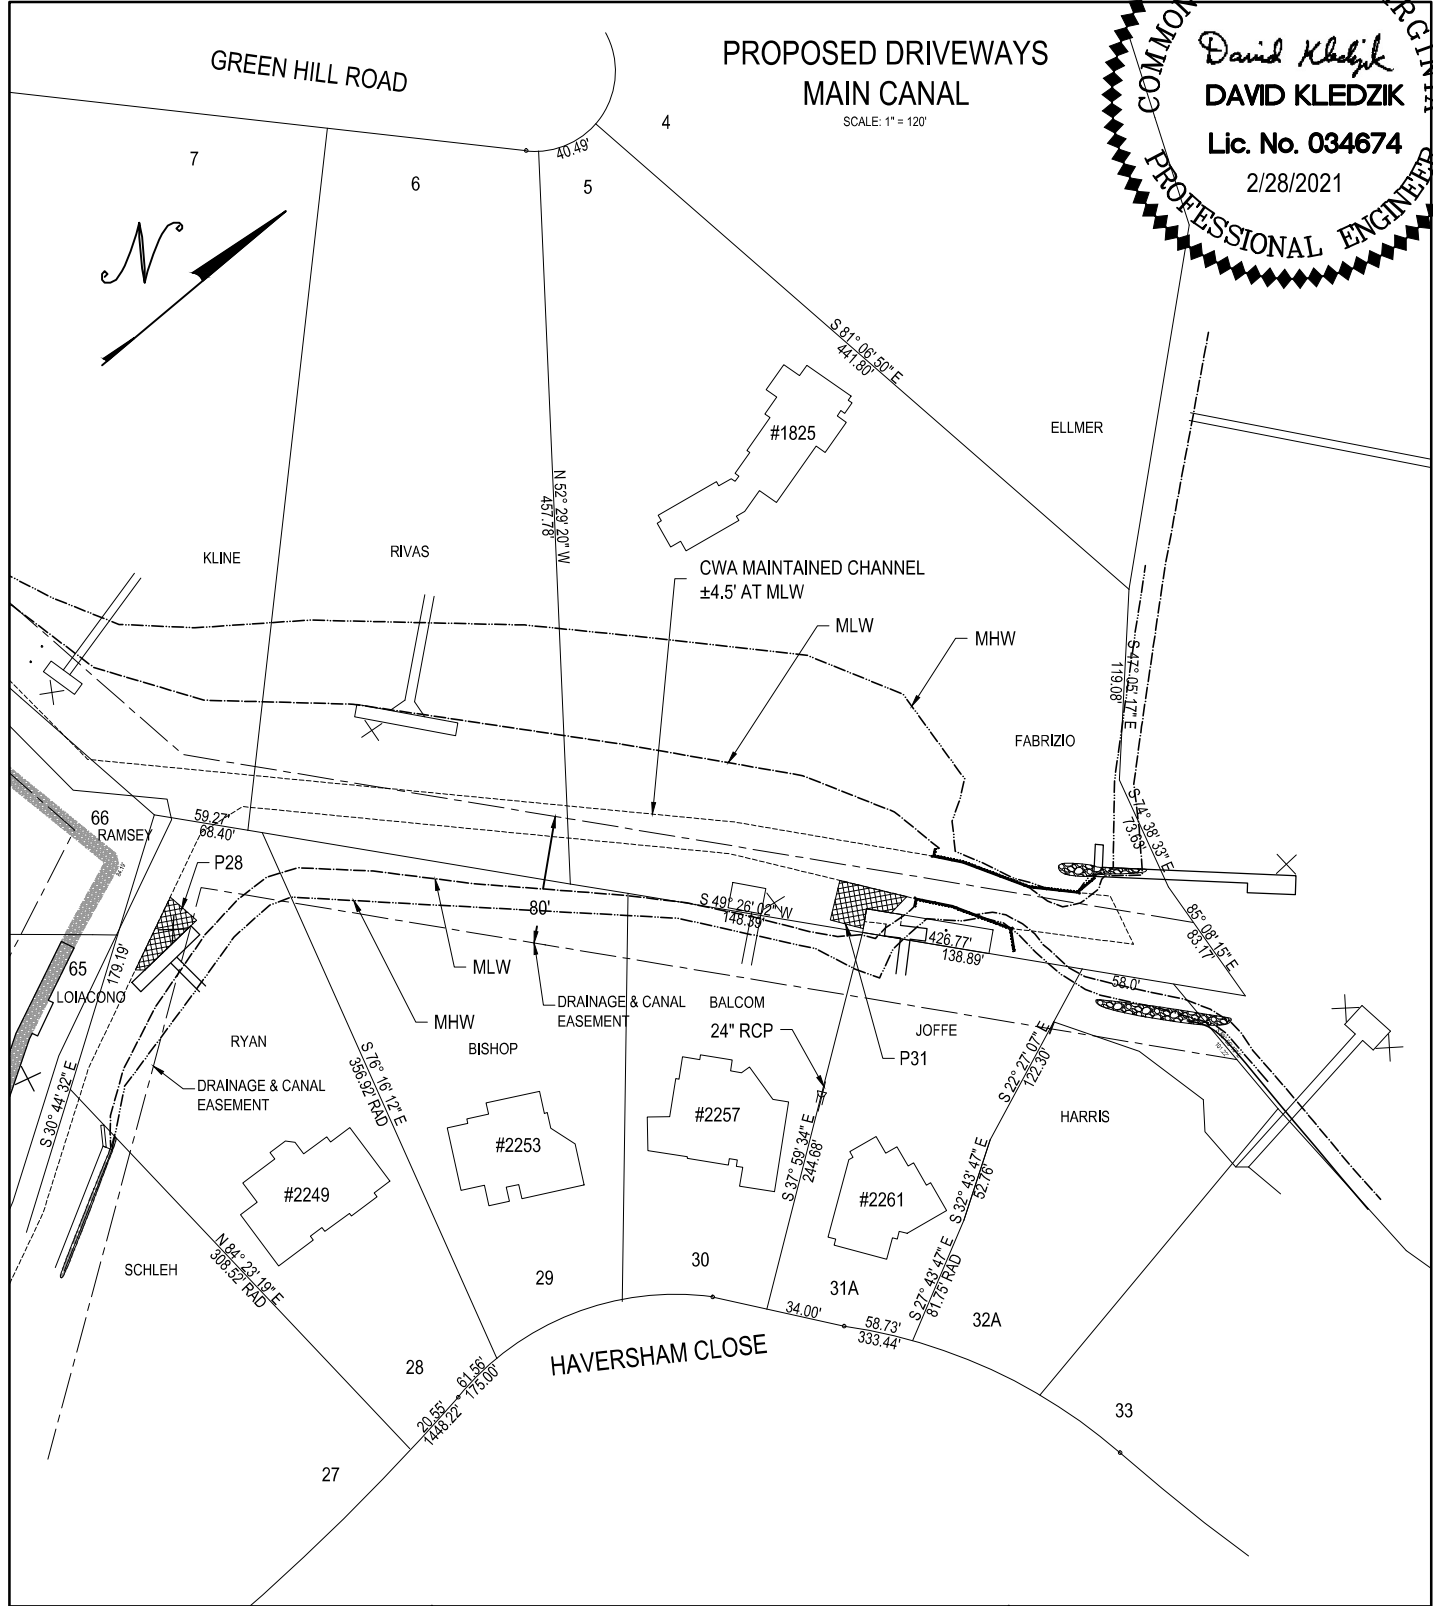 GREEN HILL ROAD
PROPOSED DRIVEWAYS
MAIN CANAL
SCALE: 1" = 120'
COMMON
RGINIA
David Kledzik
DAVID KLEDZIK
Lic. No. 034674
2/28/2021
PROFESSIONAL ENGINEER
N
7
6
5
4
40.49'
S 81° 06' 50" E
441.80'
#1825
ELLMER
N 52° 29' 20" W
457.78'
KLINE
RIVAS
CWA MAINTAINED CHANNEL
±4.5' AT MLW
MLW
MHW
S 47° 05' 17" E
119.08'
FABRIZIO
S 74° 38' 33" E
73.63'
66
RAMSEY
59.27'
68.40'
P28
80'
S 49° 26' 02" W
148.39'
426.77'
138.89'
85° 08' 15" E
83.17'
58.0'
65
LOIACONO
179.19'
MLW
MHW
DRAINAGE & CANAL
EASEMENT
BALCOM
24" RCP
JOFFE
P31
RYAN
BISHOP
DRAINAGE & CANAL
EASEMENT
S 30° 44' 32" E
S 76° 16' 12" E
356.92' RAD
S 22° 27' 07" E
122.30'
HARRIS
#2249
#2253
#2257
#2261
S 37° 59' 34" E
244.68'
S 32° 43' 47" E
52.76'
S 27° 43' 47" E
81.75' RAD
SCHLEH
N 84° 23' 19" E
308.52' RAD
29
30
31A
32A
34.00'
58.73'
333.44'
HAVERSHAM CLOSE
28
61.56'
175.00'
20.55'
1448.22'
27
33